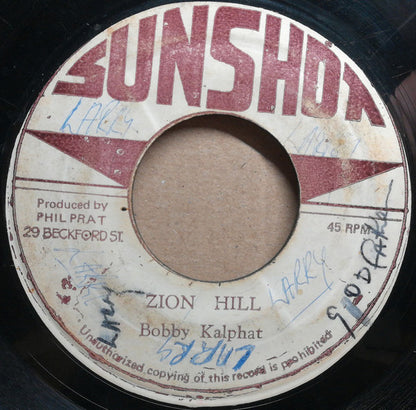 SUNSHOT
LARRY
LARRY
Produced by
PHIL PRAT
29 BECKFORD ST.
45 RPM
LARRY
ZION HILL
Bobby Kalphat
LARRY
Unauthorized copying of this record is prohibited